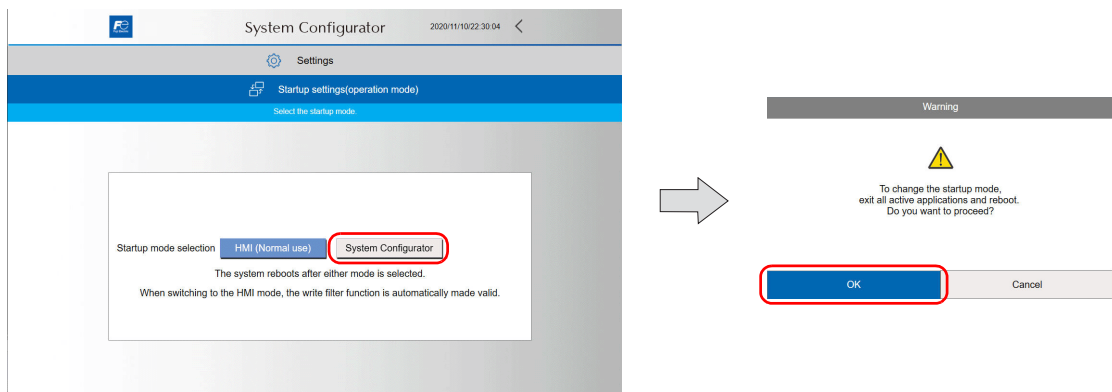 Fe
System Configurator
2020/11/10/22:30:04
Settings
Startup settings(operation mode)
Select the startup mode.
Startup mode selection
HMI (Normal use)
System Configurator
The system reboots after either mode is selected.
When switching to the HMI mode, the write filter function is automatically made valid.
Warning
To change the startup mode,
exit all active applications and reboot.
Do you want to proceed?
OK
Cancel